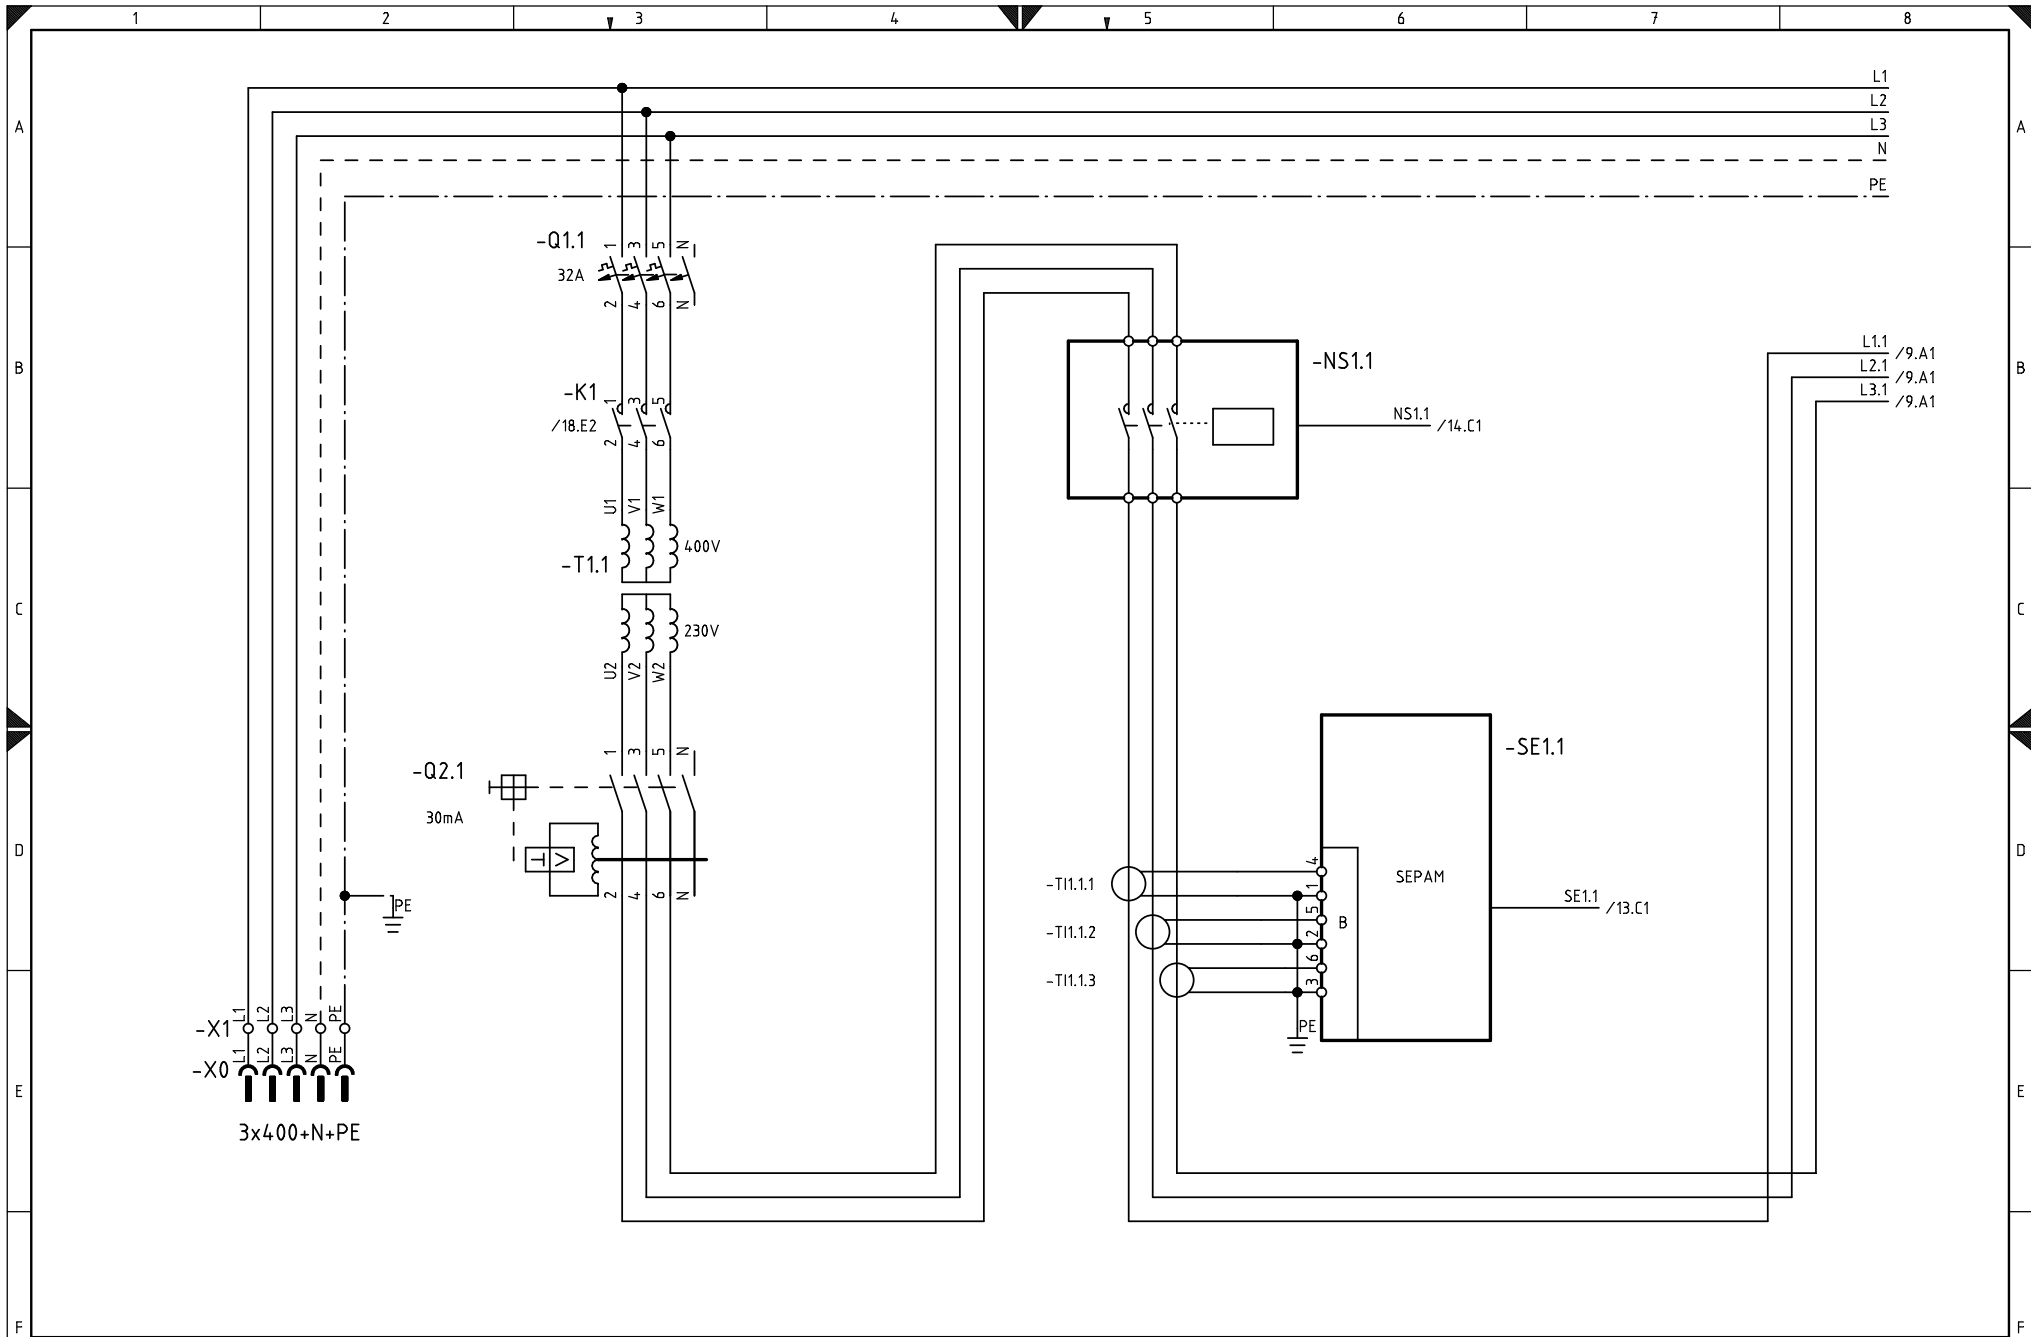 1 2 3 4 5 6 7 8
L1
L2
A A
L3
N
PE
-Q1.1 1 3 5 N
32A
2 4 6 N
L1.1 /9.A1
-NS1.1
B B
L2.1 /9.A1
L3.1 /9.A1
-K1 1 3 5
NS1.1 /14.C1
/18.E2
2 4 6
U1 V1 W1
400V
-T1.1
C C
230V
U2 V2 W2
-SE1.1
1 3 5 N
-Q2.1
30mA
D D
4
SEPAM
-TI1.1.1
1
2 4 6 N
SE1.1 /13.C1
PE
5
B
-TI1.1.2
2
6
-TI1.1.3
3
L1 L2 L3 N PE
-X1
PE
L1 L2 L3 N PE
-X0
E E
3x400+N+PE
F F